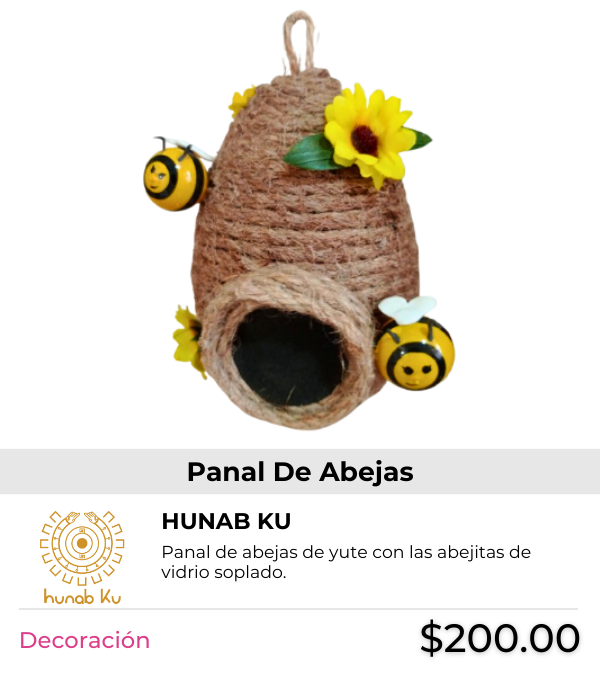 Panal De Abejas
HUNAB KU
Panal de abejas de yute con las abejitas de
vidrio soplado.
hunab Ku
Decoración
$200.00